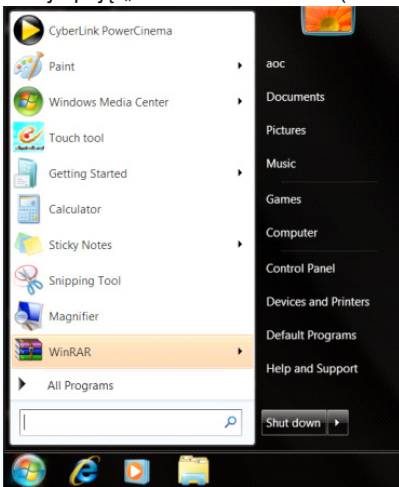 CyberLink PowerCinema
Paint
Windows Media Center
Touch tool
Getting Started
Calculator
Sticky Notes
Snipping Tool
Magnifier
WinRAR
All Programs
aoc
Documents
Pictures
Music
Games
Computer
Control Panel
Devices and Printers
Default Programs
Help and Support
Shut down